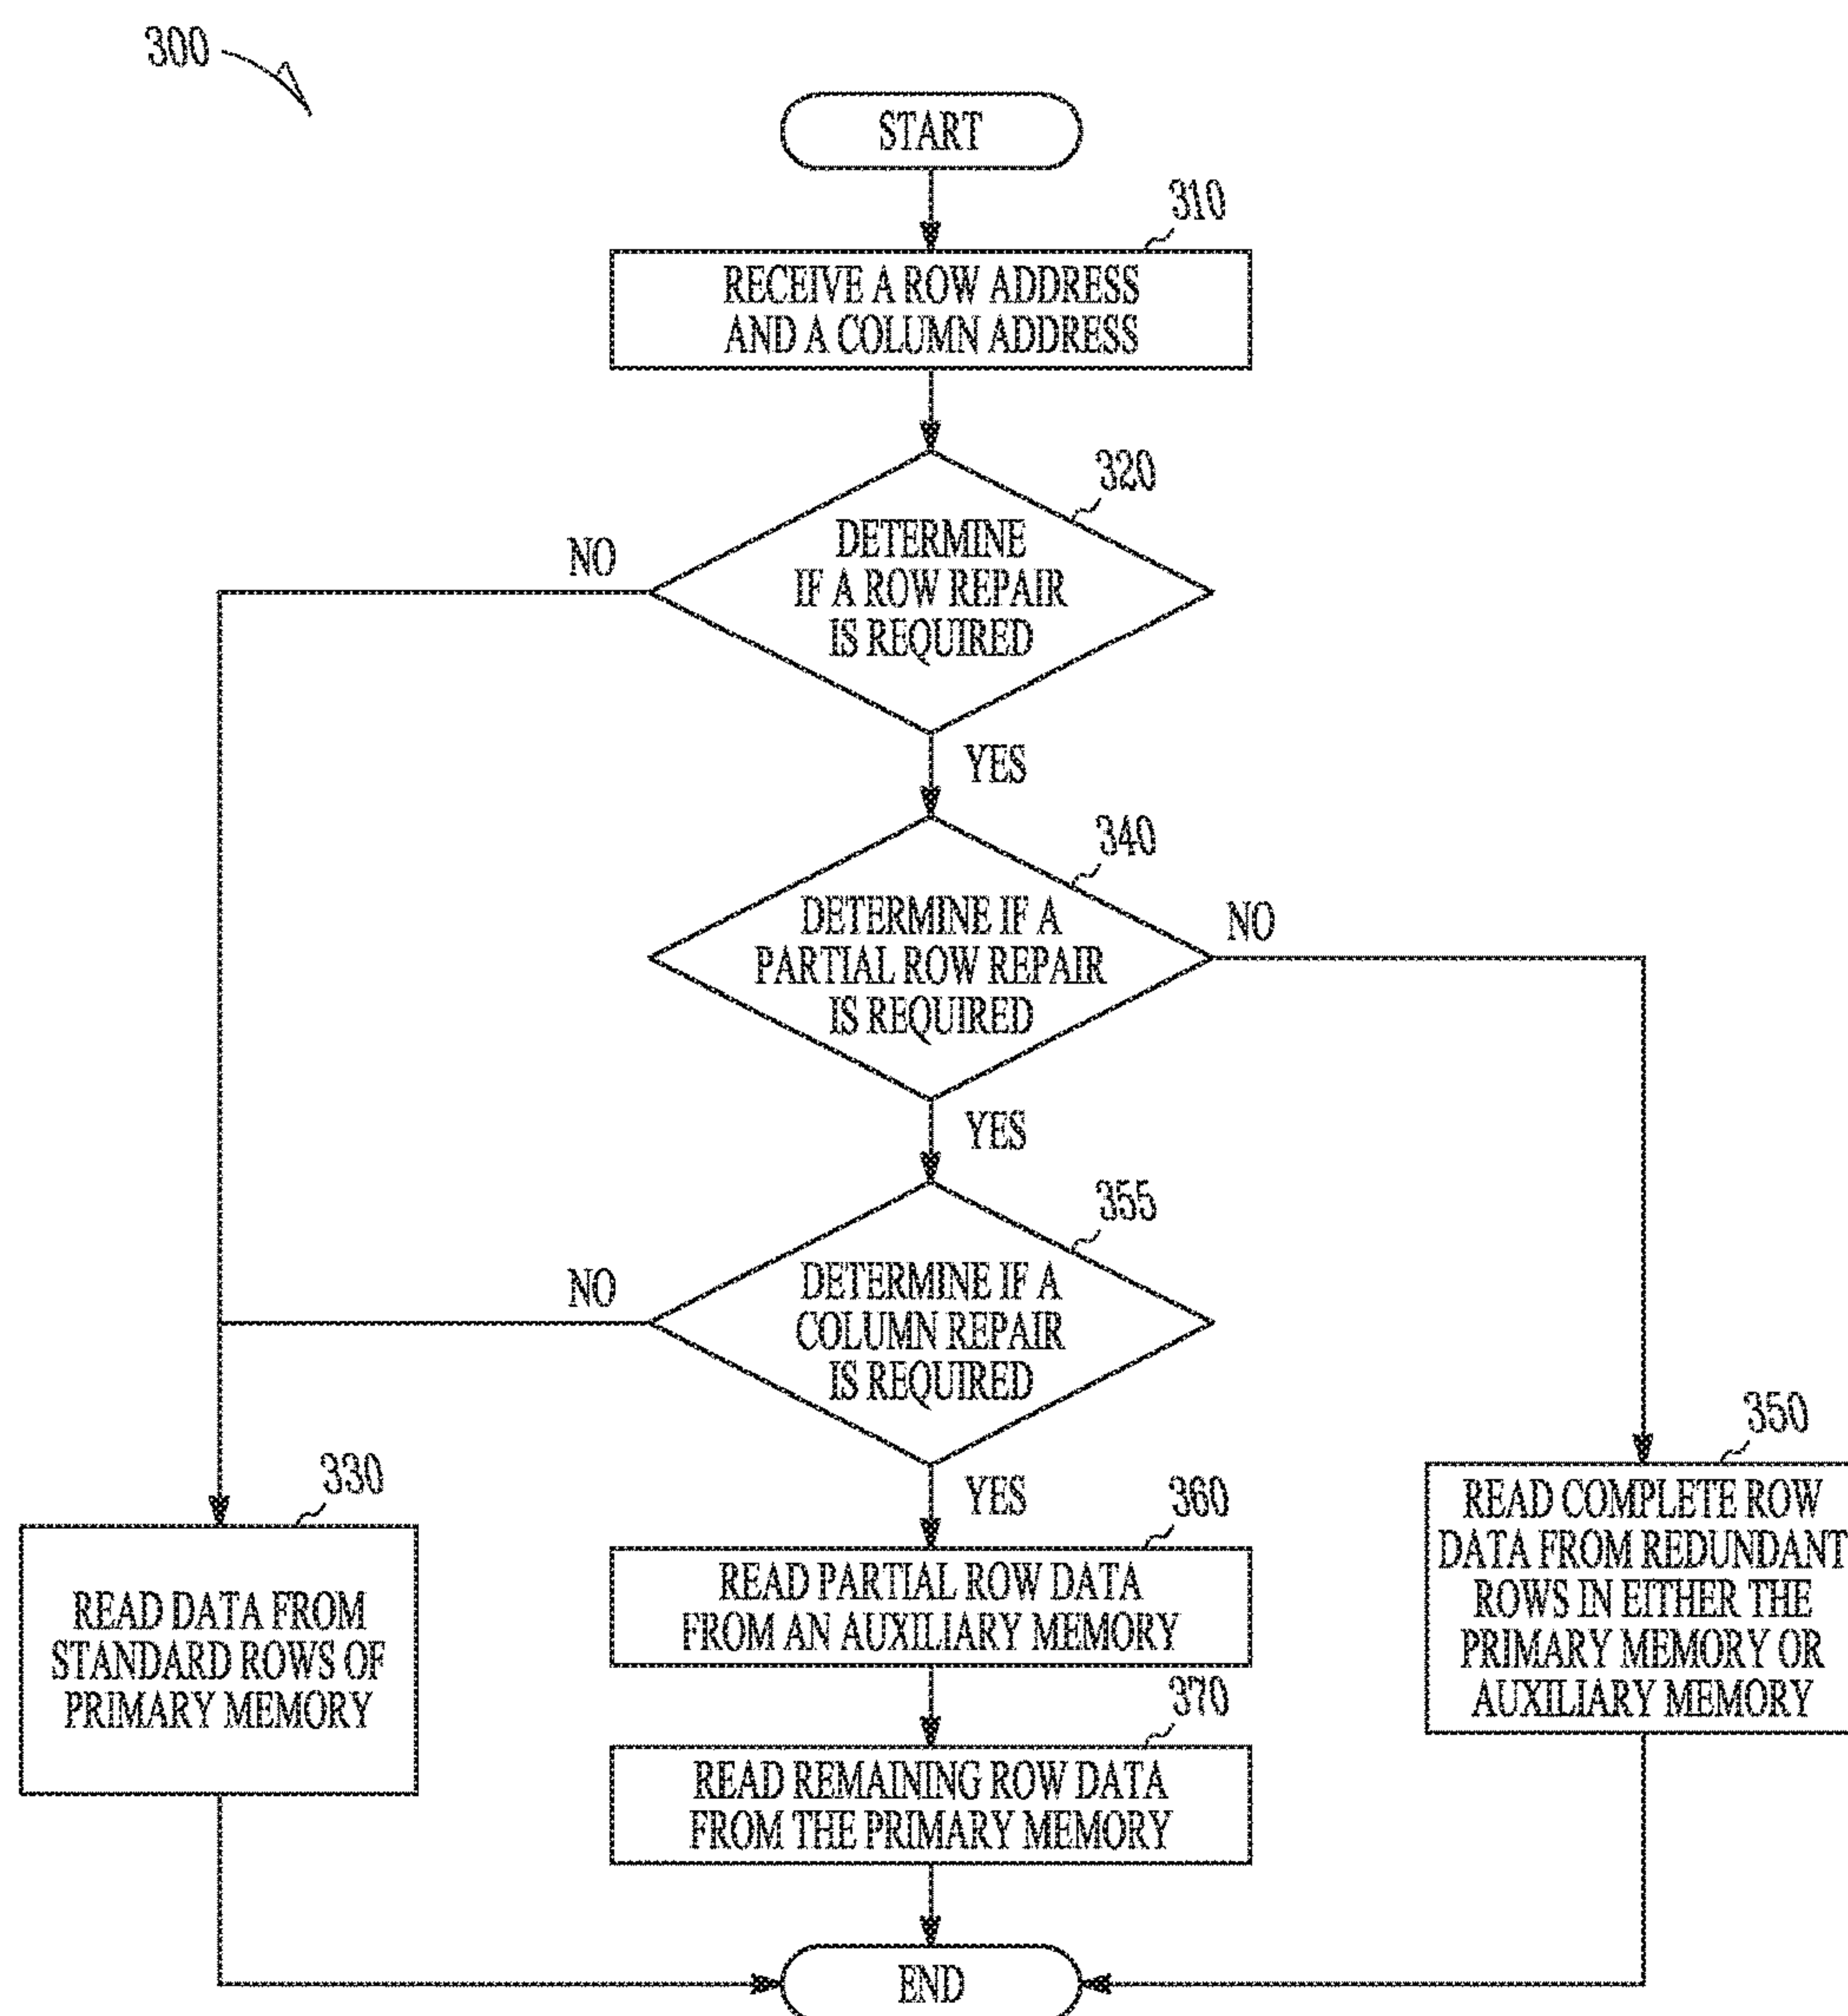 300
START
310
RECEIVE A ROW ADDRESS
AND A COLUMN ADDRESS
320
DETERMINE
IF A ROW REPAIR
IS REQUIRED
NO
YES
340
DETERMINE IF A
PARTIAL ROW REPAIR
IS REQUIRED
NO
YES
355
DETERMINE IF A
COLUMN REPAIR
IS REQUIRED
NO
YES
330
READ DATA FROM
STANDARD ROWS OF
PRIMARY MEMORY
360
READ PARTIAL ROW DATA
FROM AN AUXILIARY MEMORY
370
READ REMAINING ROW DATA
FROM THE PRIMARY MEMORY
350
READ COMPLETE ROW
DATA FROM REDUNDANT
ROWS IN EITHER THE
PRIMARY MEMORY OR
AUXILIARY MEMORY
END